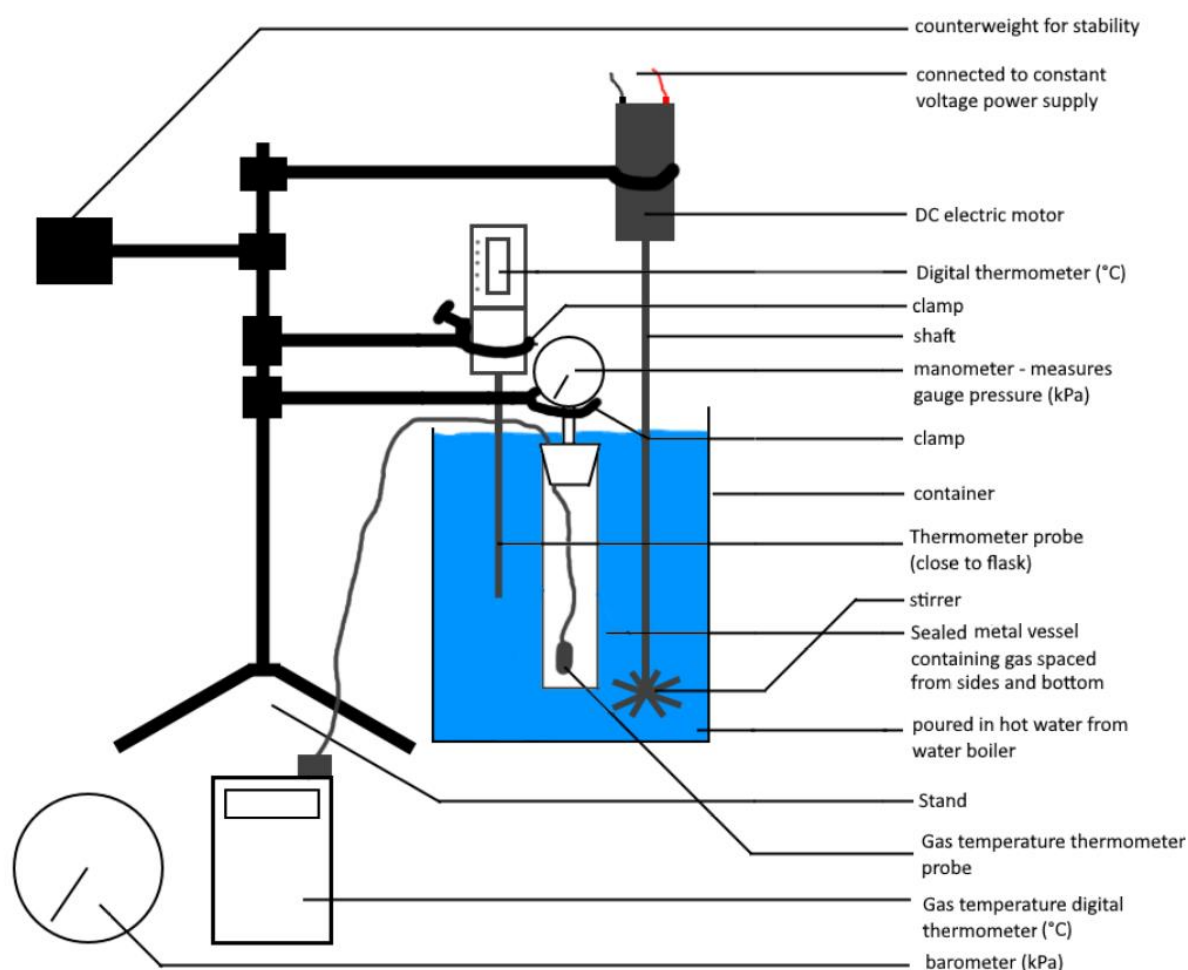 counterweight for stability
connected to constant
voltage power supply
DC electric motor
Digital thermometer (°C)
clamp
shaft
manometer - measures
gauge pressure (kPa)
clamp
container
Thermometer probe
(close to flask)
stirrer
Sealed metal vessel
containing gas spaced
from sides and bottom
poured in hot water from
water boiler
Stand
Gas temperature thermometer
probe
Gas temperature digital
thermometer (°C)
barometer (kPa)